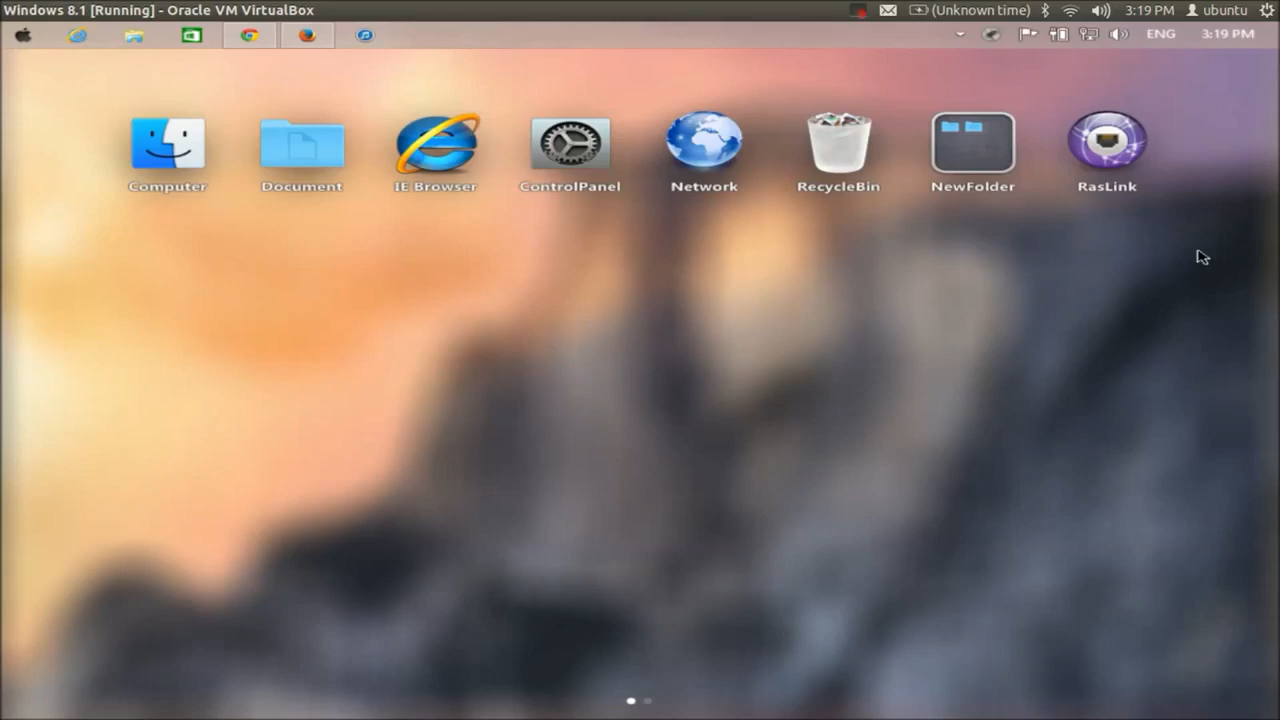 Windows 8.1 [Running] - Oracle VM VirtualBox
(Unknown time) 3:19 PM ubuntu
ENG 3:19 PM
Computer Document IE Browser ControlPanel Network RecycleBin NewFolder RasLink